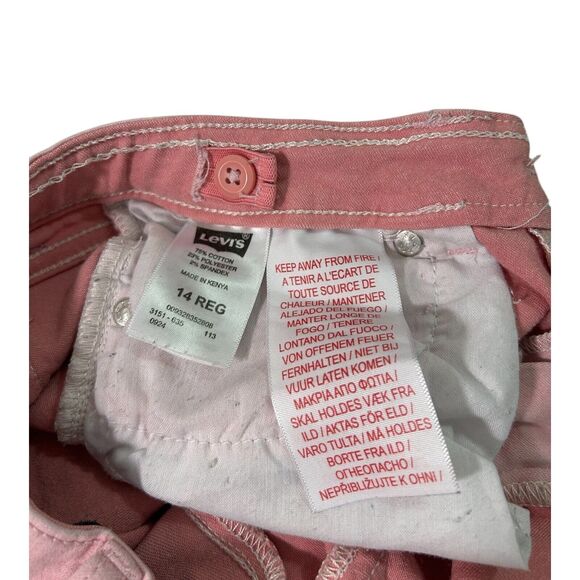 Levi's®
75% COTTON
23% POLYESTER
2% SPANDEX
MADE IN KENYA
14 REG
009328352808
3151-635 113
0924
KEEP AWAY FROM FIRE /
A TENIR A L'ECART DE
TOUTE SOURCE DE
CHALEUR / MANTENER
ALEJADO DEL FUEGO /
MANTER LONGE DE
FOGO / TENERE
LONTANO DAL FUOCO /
VON OFFENEM FEUER
FERNHALTEN / NIET BIJ
VUUR LATEN KOMEN /
ΜΑΚΡΙΑ ΑΠΟ ΦΩΤΙΑ /
SKAL HOLDES VÆK FRA
ILD / AKTAS FÖR ELD /
VARO TULTA / MÅ HOLDES
BORTE FRA ILD /
ОГНЕОПАСНО /
NEPŘIBLIŽUJTE K OHNI /